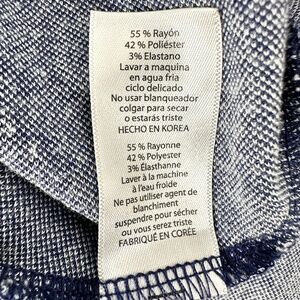 55 % Rayón
42 % Poliéster
3% Elastano
Lavar a maquina
en agua fria
ciclo delicado
No usar blanqueador
colgar para secar
o estarás triste
HECHO EN KOREA
55 % Rayonne
42 % Polyester
3% Élasthanne
Laver à la machine
à l'eau froide
Ne pas utiliser agent de
blanchiment
suspendre pour sécher
ou vous serez triste
FABRIQUÉ EN CORÉE